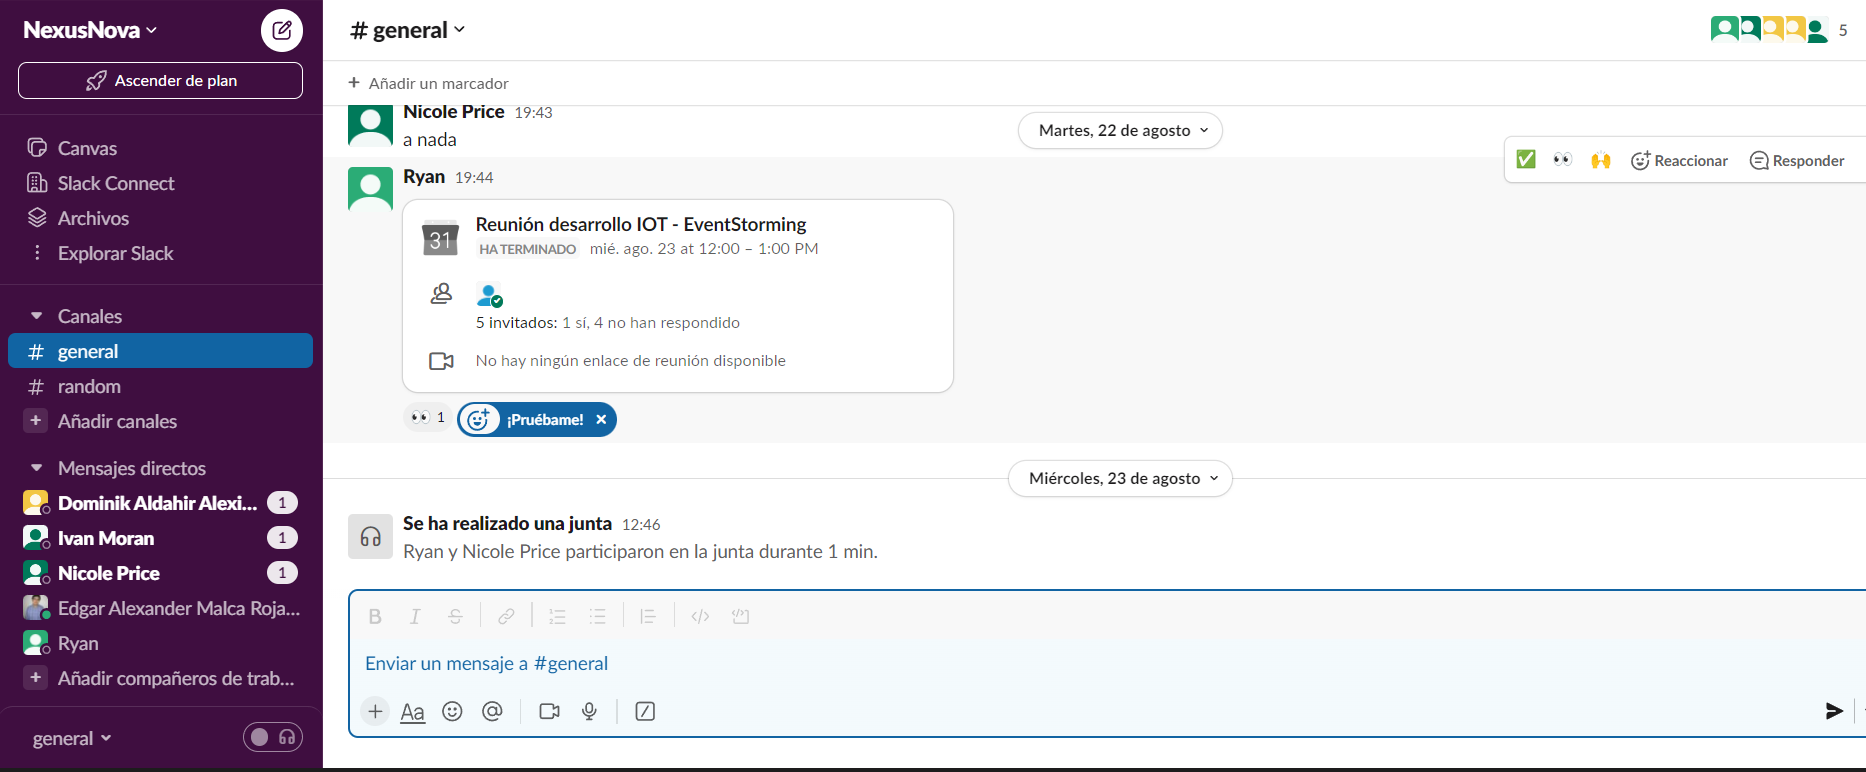 NexusNova
Ascender de plan
Canvas
Slack Connect
Archivos
Explorar Slack
Canales
# general
# random
+ Añadir canales
Mensajes directos
Dominik Aldahir Alexi... 1
Ivan Moran 1
Nicole Price 1
Edgar Alexander Malca Roja...
Ryan
+ Añadir compañeros de trab...
general
# general
5
+ Añadir un marcador
Nicole Price 19:43
a nada
Martes, 22 de agosto
Reaccionar
Responder
Ryan 19:44
31
Reunión desarrollo IOT - EventStorming
HA TERMINADO mié. ago. 23 at 12:00 – 1:00 PM
5 invitados: 1 sí, 4 no han respondido
No hay ningún enlace de reunión disponible
1
¡Pruébame!
Miércoles, 23 de agosto
Se ha realizado una junta 12:46
Ryan y Nicole Price participaron en la junta durante 1 min.
B I S
Enviar un mensaje a #general
+ Aa @